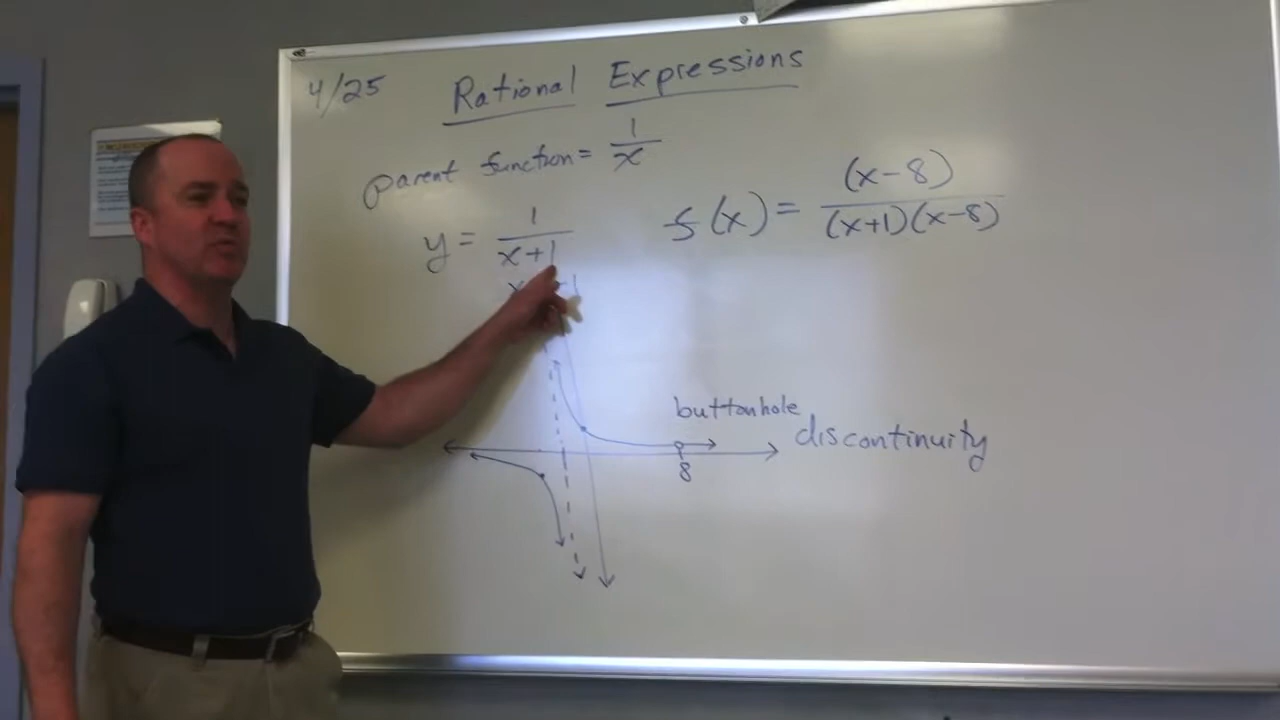 4/25 Rational Expressions
parent function = 1/x
y = 1/x+1
f(x) = (x-8)/(x+1)(x-8)
buttonhole
discontinuity
8